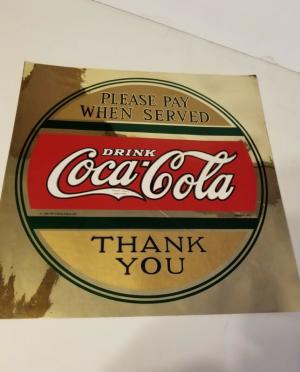 PLEASE PAY
WHEN SERVED
DRINK
Coca-Cola
THANK
YOU